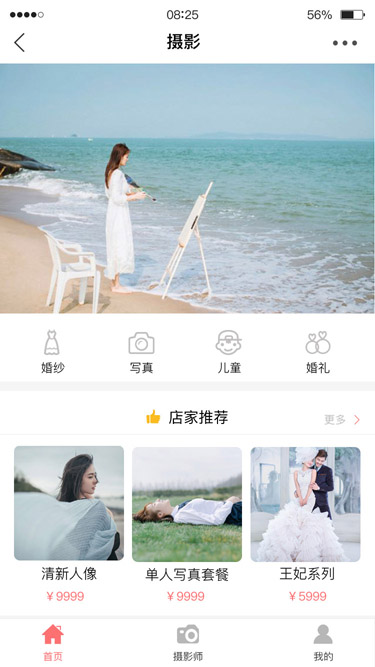 08:25
56%
摄影
婚纱
写真
儿童
婚礼
店家推荐
更多
清新人像
单人写真套餐
王妃系列
￥9999
￥9999
￥5999
首页
摄影师
我的